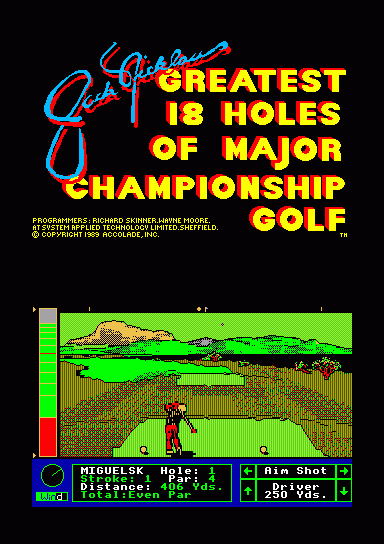 Jack Nicklaus
GREATEST
18 HOLES
OF MAJOR
CHAMPIONSHIP
GOLF
TM
PROGRAMMERS: RICHARD SKINNER.WAYNE MOORE.
AT SYSTEM APPLIED TECHNOLOGY LIMITED.SHEFFIELD.
© COPYRIGHT 1989 ACCOLADE, INC.
Wind
MIGUELSK Hole: 1
Stroke: 1 Par: 4
Distance: 406 Yds.
Total:Even Par
Aim Shot
Driver
250 Yds.